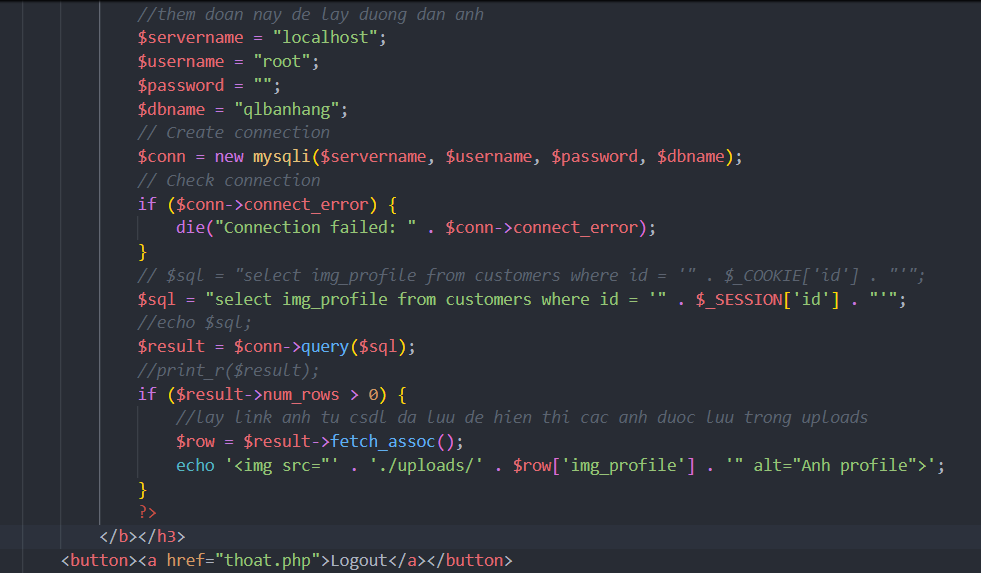 //them doan nay de lay duong dan anh
$servername = "localhost";
$username = "root";
$password = "";
$dbname = "qlbanhang";
// Create connection
$conn = new mysqli($servername, $username, $password, $dbname);
// Check connection
if ($conn->connect_error) {
die("Connection failed: " . $conn->connect_error);
}
// $sql = "select img_profile from customers where id = '" . $_COOKIE['id'] . "'";
$sql = "select img_profile from customers where id = '" . $_SESSION['id'] . "'";
//echo $sql;
$result = $conn->query($sql);
//print_r($result);
if ($result->num_rows > 0) {
//lay link anh tu csdl da luu de hien thi cac anh duoc luu trong uploads
$row = $result->fetch_assoc();
echo '<img src="' . './uploads/' . $row['img_profile'] . '" alt="Anh profile">';
}
?>
</b></h3>
<button><a href="thoat.php">Logout</a></button>